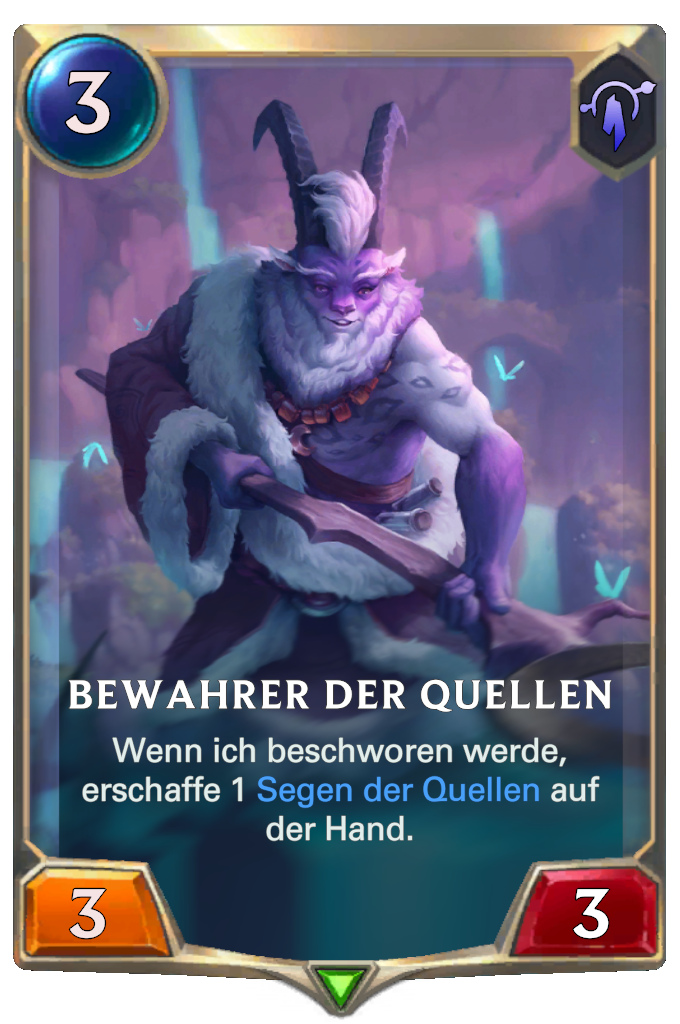 3
BEWAHRER DER QUELLEN
Wenn ich beschworen werde,
erschaffe 1 Segen der Quellen auf
der Hand.
3
3